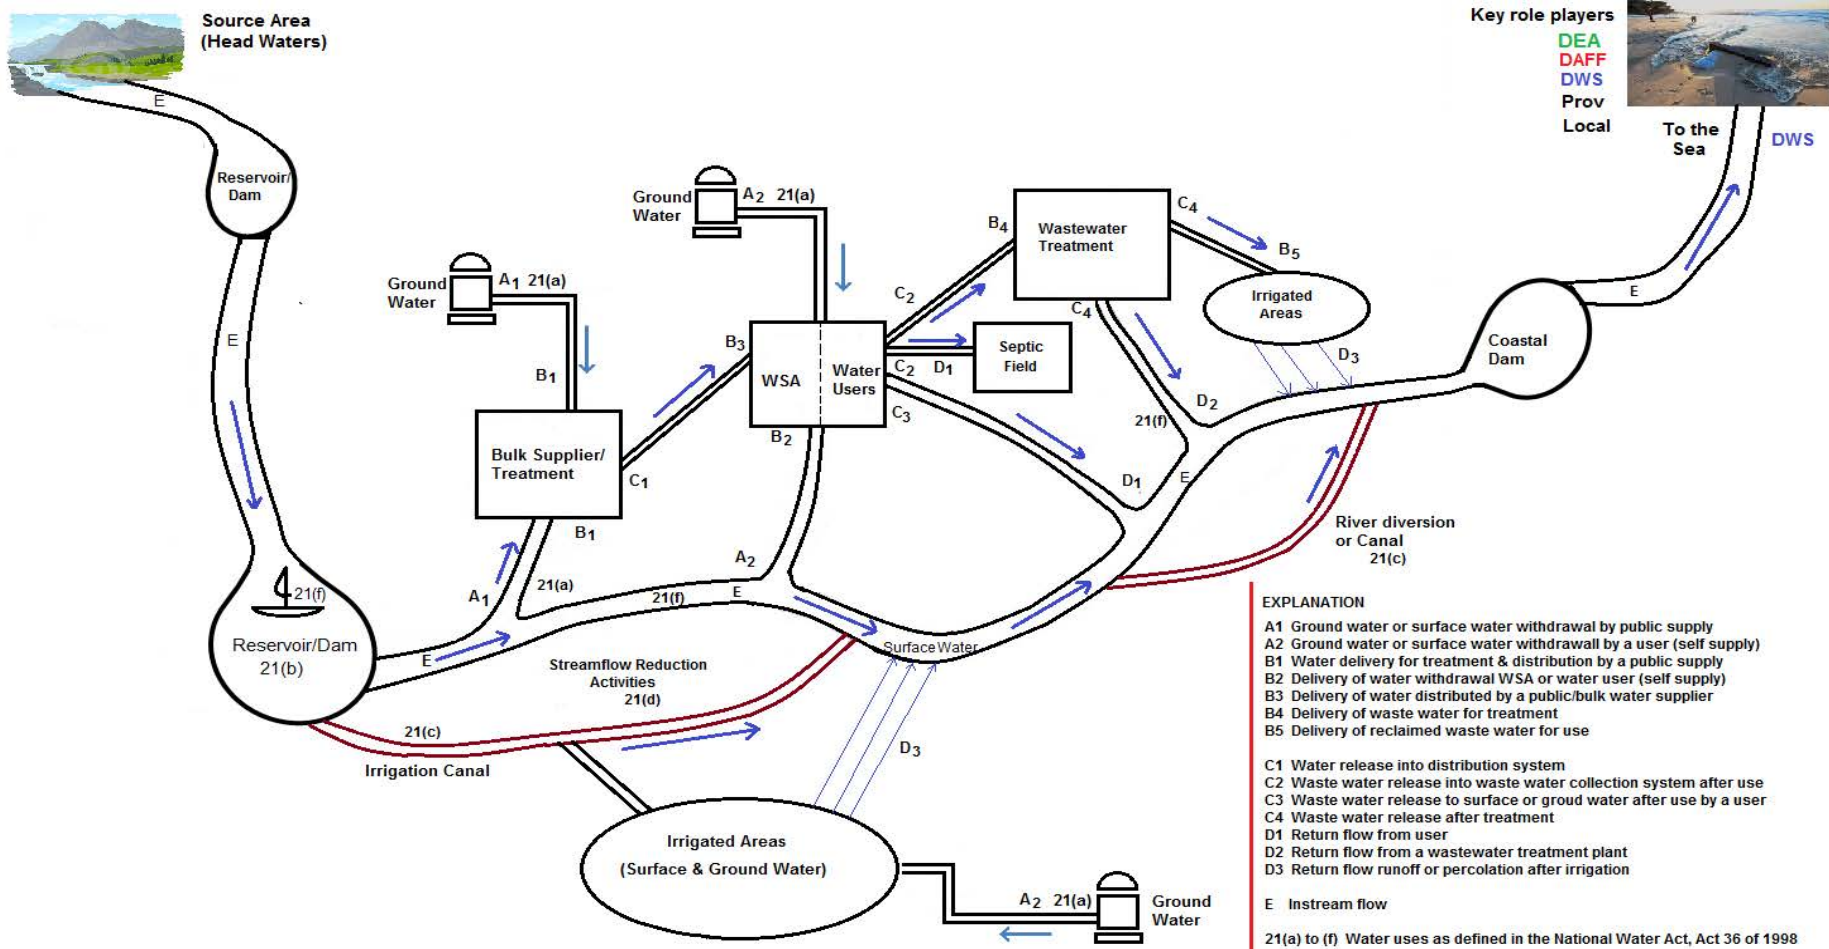 Source Area
(Head Waters)
Key role players
DEA
DAFF
DWS
Prov
Local
To the
Sea
DWS
E
Reservoir/
Dam
E
Ground
Water
A2 21(a)
Ground
Water
A1 21(a)
B1
B3
WSA
Water
Users
B2
C2
B4
Wastewater
Treatment
C4
B5
Irrigated
Areas
D3
C4
Septic
Field
C2
D1
C3
D2
21(f)
D1
E
Coastal
Dam
E
Bulk Supplier/
Treatment
C1
B1
A1
21(a)
21(f)
A2
E
E
21(f)
Reservoir/Dam
21(b)
Surface Water
Streamflow Reduction
Activities
21(d)
21(c)
Irrigation Canal
D3
Irrigated Areas
(Surface & Ground Water)
A2 21(a)
Ground
Water
River diversion
or Canal
21(c)
EXPLANATION
A1 Ground water or surface water withdrawal by public supply
A2 Ground water or surface water withdrawall by a user (self supply)
B1 Water delivery for treatment & distribution by a public supply
B2 Delivery of water withdrawal WSA or water user (self supply)
B3 Delivery of water distributed by a public/bulk water supplier
B4 Delivery of waste water for treatment
B5 Delivery of reclaimed waste water for use
C1 Water release into distribution system
C2 Waste water release into waste water collection system after use
C3 Waste water release to surface or groud water after use by a user
C4 Waste water release after treatment
D1 Return flow from user
D2 Return flow from a wastewater treatment plant
D3 Return flow runoff or percolation after irrigation
E Instream flow
21(a) to (f) Water uses as defined in the National Water Act, Act 36 of 1998